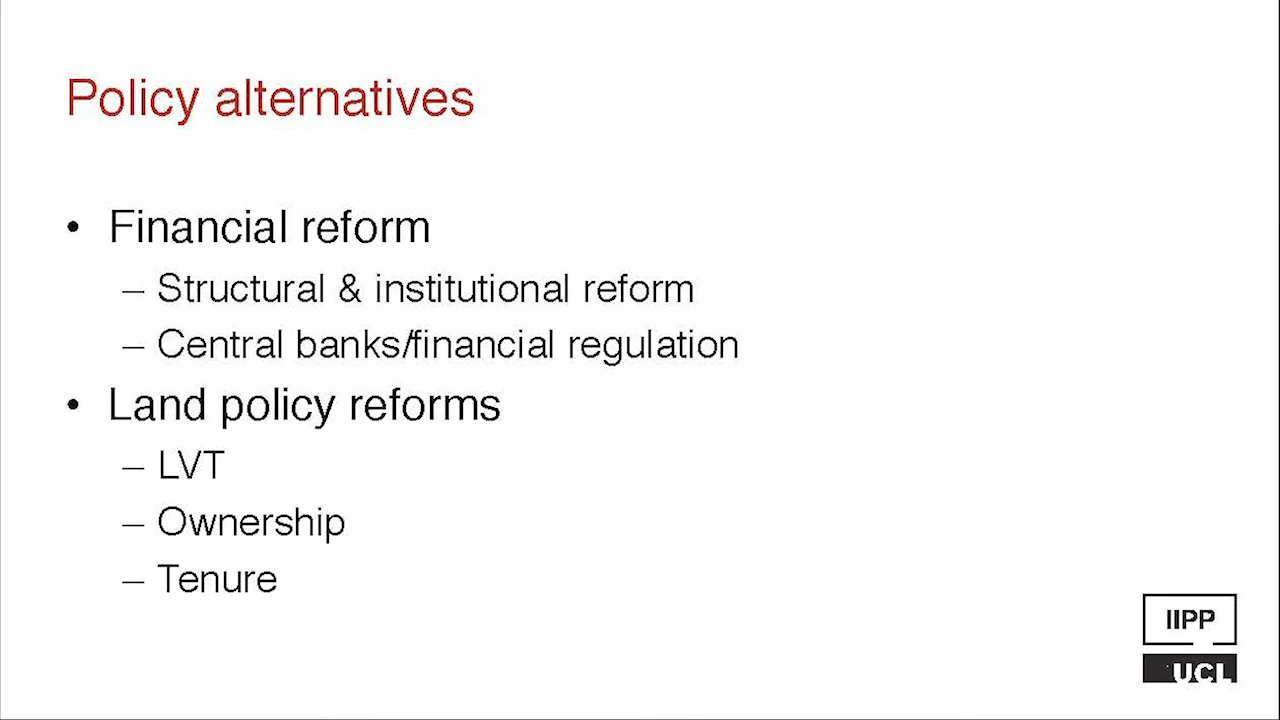 Policy alternatives
• Financial reform
– Structural & institutional reform
– Central banks/financial regulation
• Land policy reforms
– LVT
– Ownership
– Tenure
IIPP
UCL